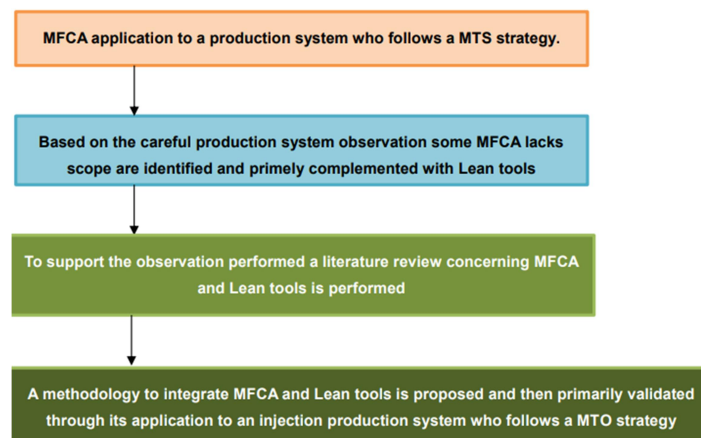 MFCA application to a production system who follows a MTS strategy.
Based on the careful production system observation some MFCA lacks
scope are identified and primely complemented with Lean tools
To support the observation performed a literature review concerning MFCA
and Lean tools is performed
A methodology to integrate MFCA and Lean tools is proposed and then primarily validated
through its application to an injection production system who follows a MTO strategy